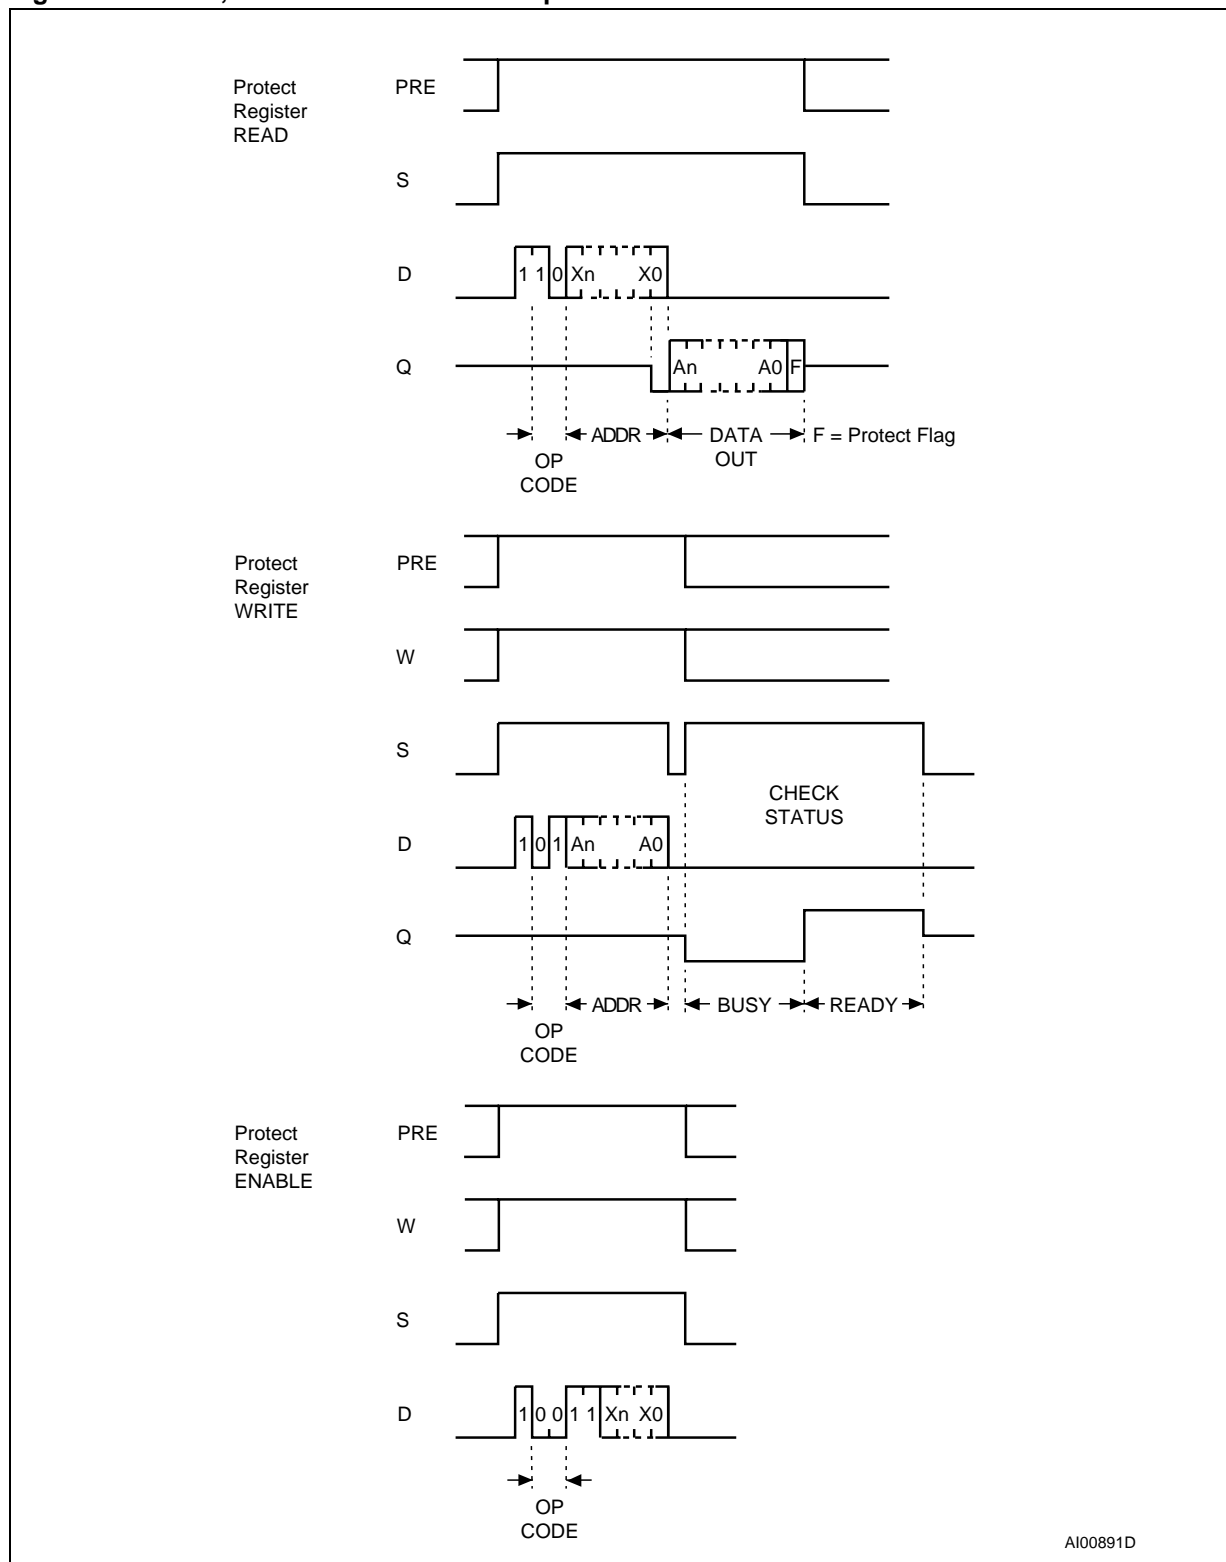 Protect
Register
READ
PRE
S
D
1 1 0 Xn X0
Q
An A0 F
ADDR
DATA
OUT
F = Protect Flag
OP
CODE
Protect
Register
WRITE
PRE
W
S
CHECK
STATUS
D
1 0 1 An A0
Q
ADDR
BUSY
READY
OP
CODE
Protect
Register
ENABLE
PRE
W
S
D
1 0 0 1 1 Xn X0
OP
CODE
AI00891D